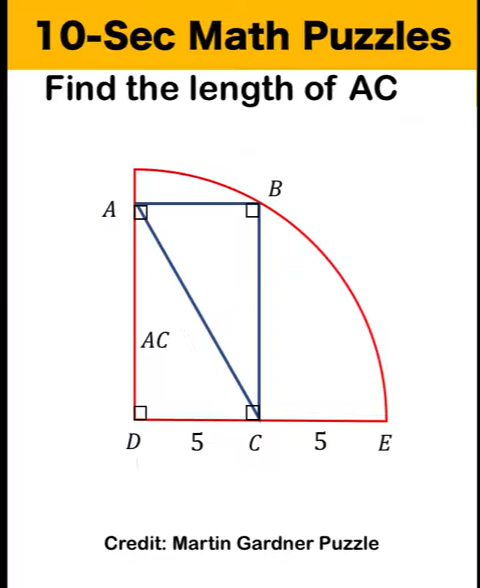 10-Sec Math Puzzles
Find the length of AC
B
A
AC
D 5 C 5 E
Credit: Martin Gardner Puzzle